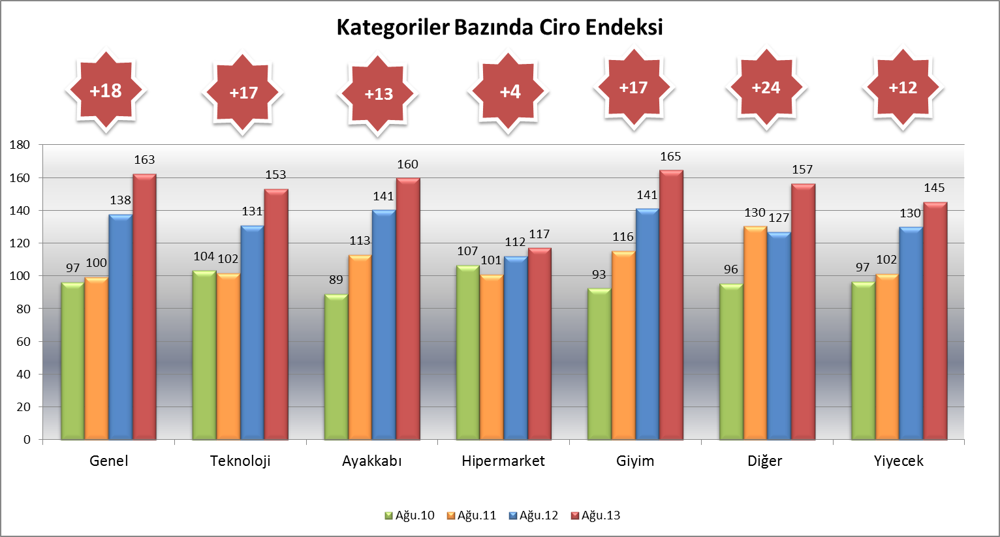 Kategoriler Bazında Ciro Endeksi
+18 +17 +13 +4 +17 +24 +12
180
160
140
120
100
80
60
40
20
0
97 100 138 163
104 102 131 153
89 113 141 160
107 101 112 117
93 116 141 165
96 130 127 157
97 102 130 145
Genel Teknoloji Ayakkabı Hipermarket Giyim Diğer Yiyecek
Ağu.10 Ağu.11 Ağu.12 Ağu.13